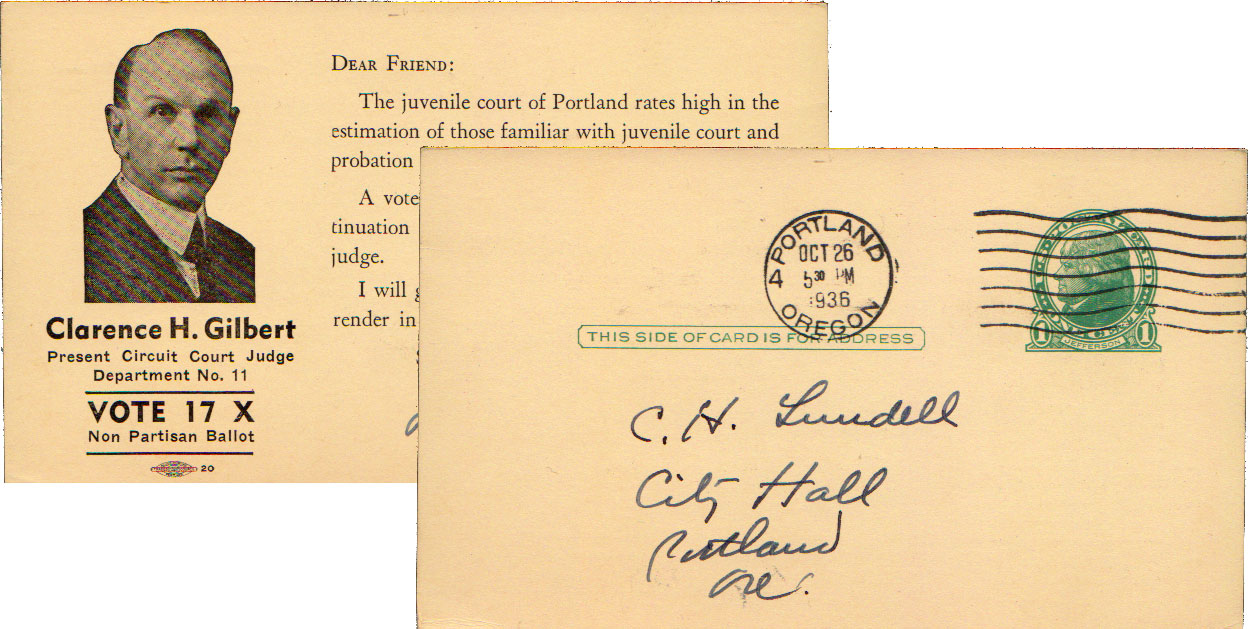 DEAR FRIEND:
The juvenile court of Portland rates high in the
estimation of those familiar with juvenile court and
probation
A vote
tinuation
judge.
I will
render in
Clarence H. Gilbert
Present Circuit Court Judge
Department No. 11
VOTE 17 X
Non Partisan Ballot
20
PORTLAND
OCT 26
5 30 PM
1936
4
OREGON
THIS SIDE OF CARD IS FOR ADDRESS
1 JEFFERSON 1
C. H. Lundell
City Hall
Portland
Ore.